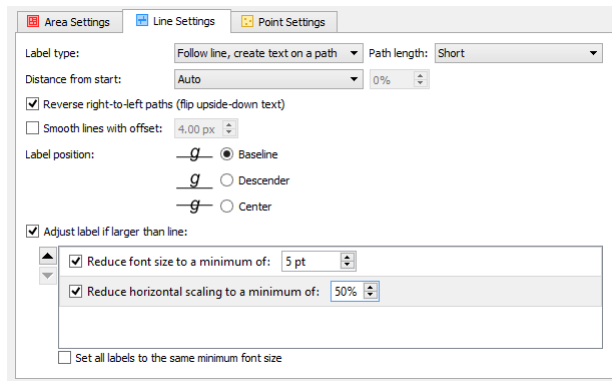 Area Settings Line Settings Point Settings
Label type: Follow line, create text on a path Path length: Short
Distance from start: Auto 0%
Reverse right-to-left paths (flip upside-down text)
Smooth lines with offset: 4.00 px
Label position: g Baseline
g Descender
g Center
Adjust label if larger than line:
Reduce font size to a minimum of: 5 pt
Reduce horizontal scaling to a minimum of: 50%
Set all labels to the same minimum font size